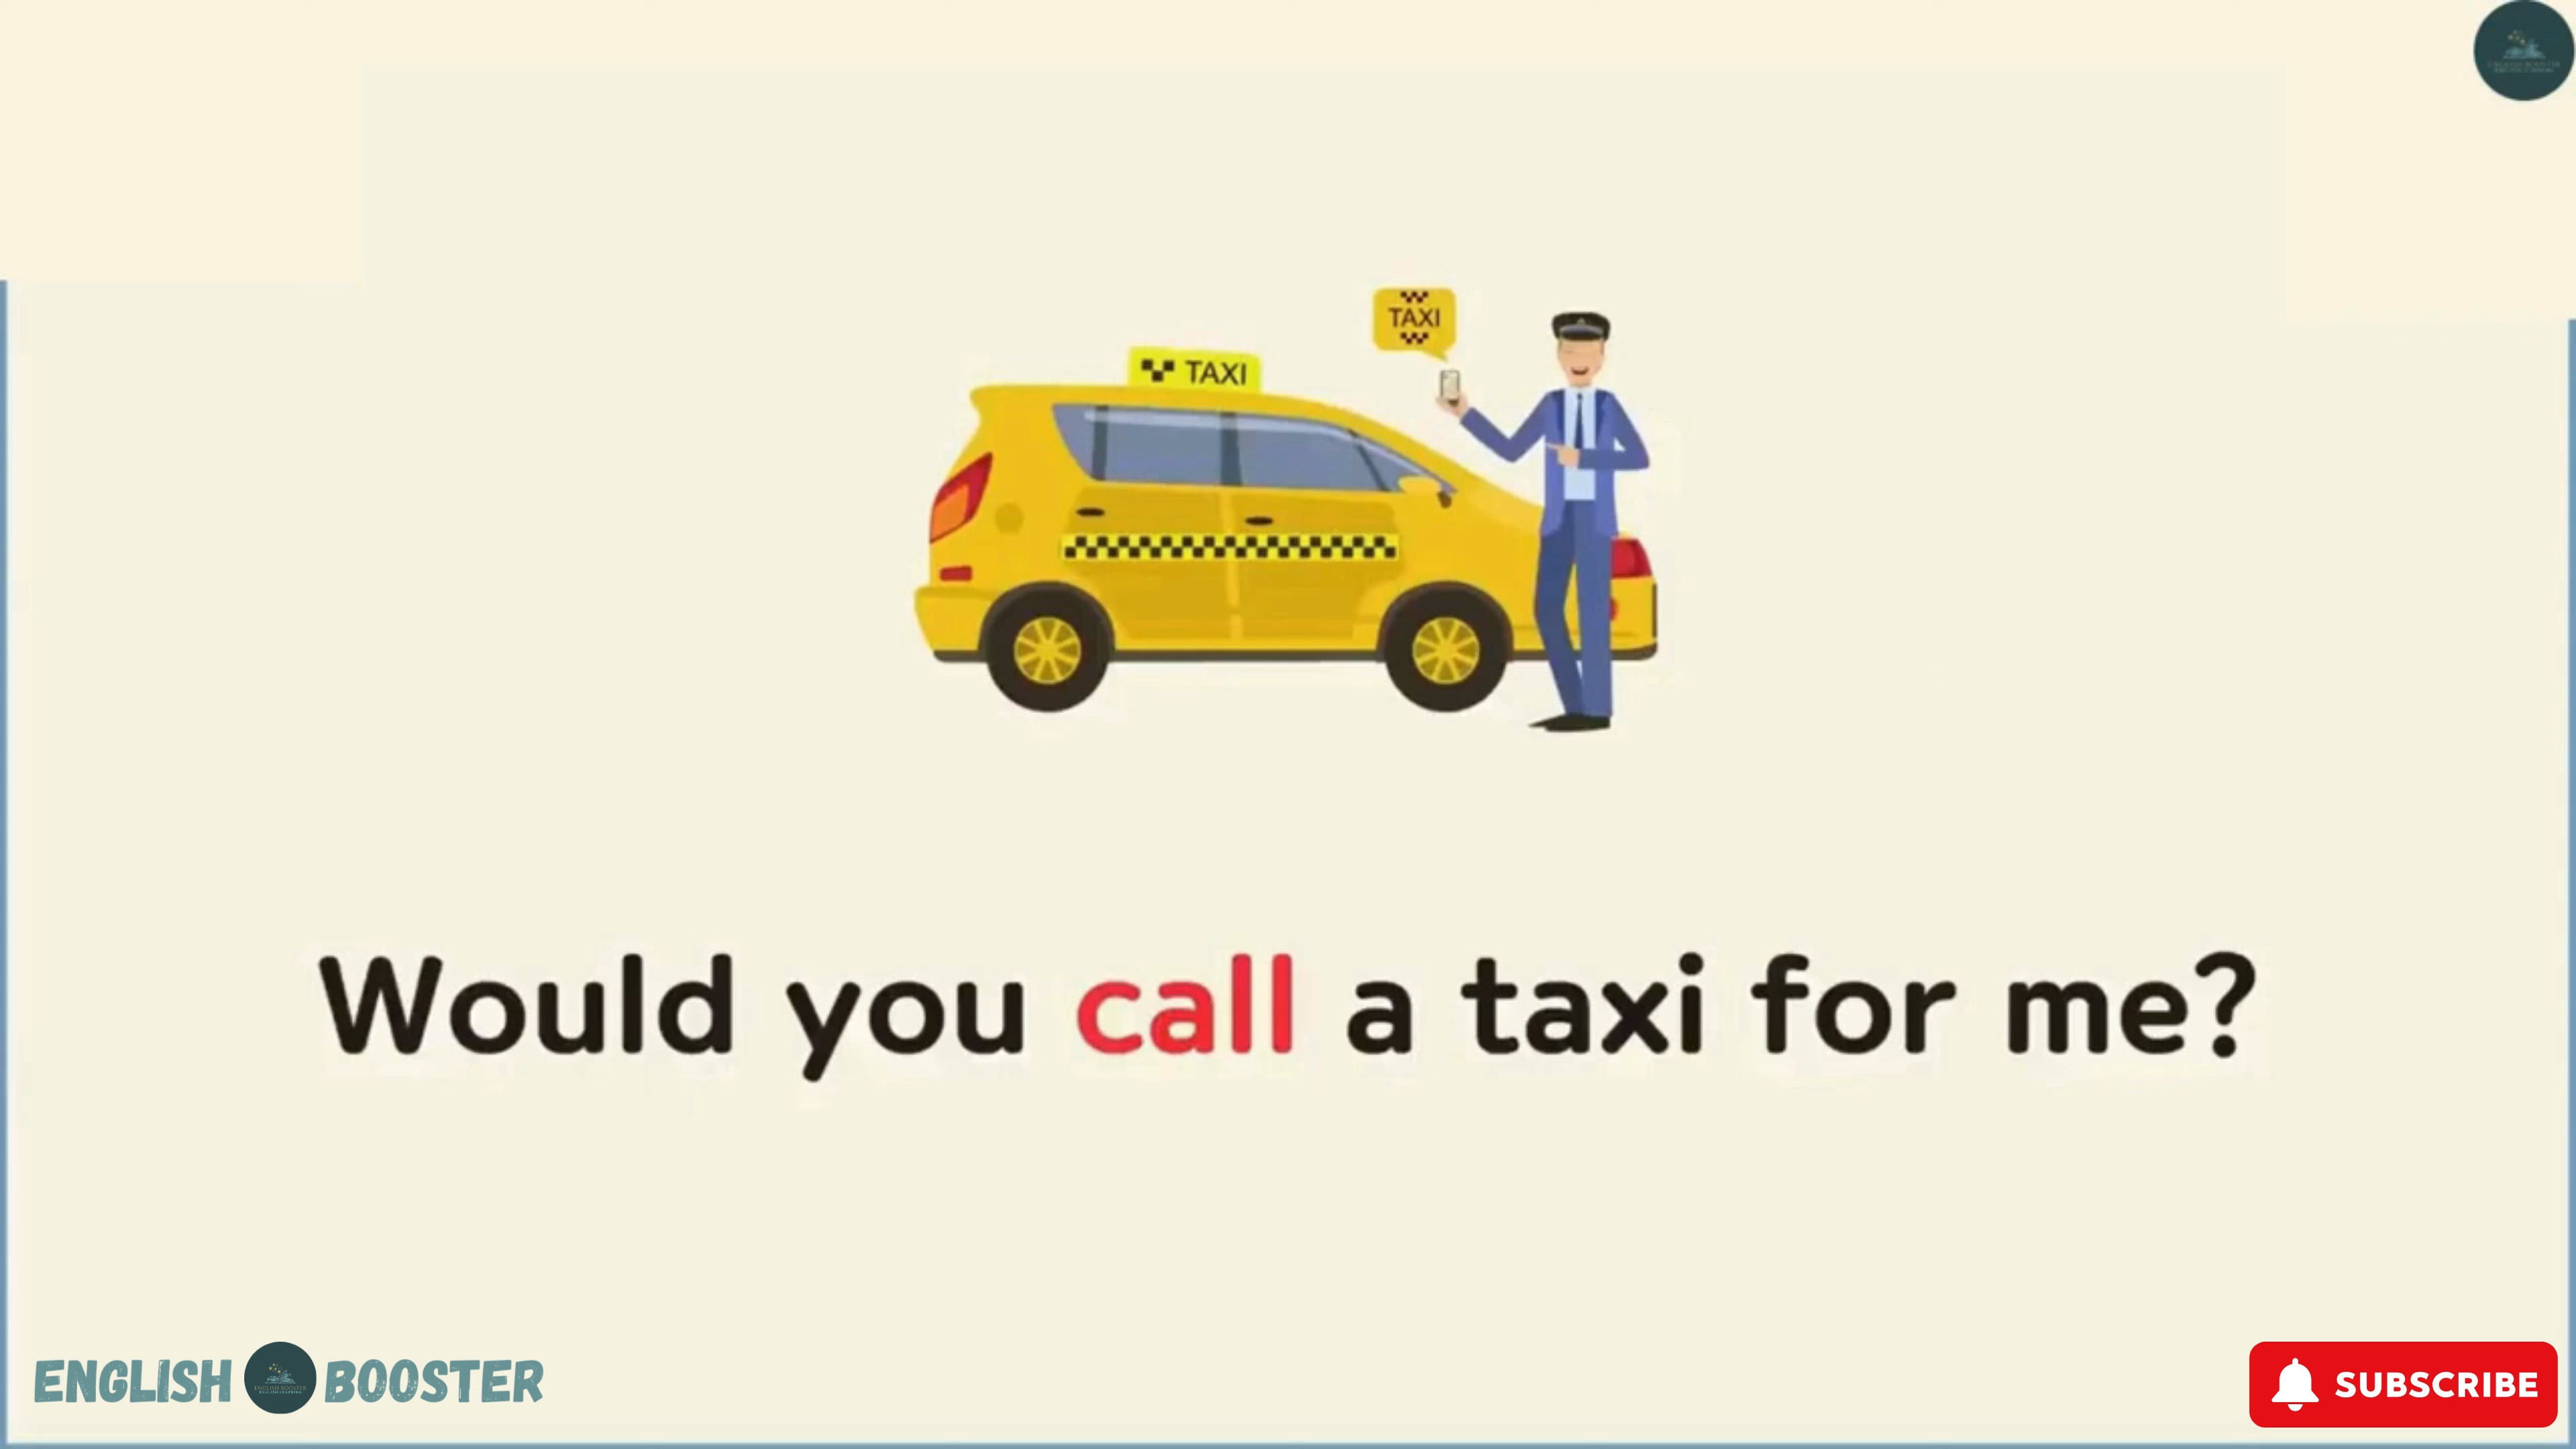 TAXI
TAXI
Would you call a taxi for me?
ENGLISH BOOSTER
SUBSCRIBE